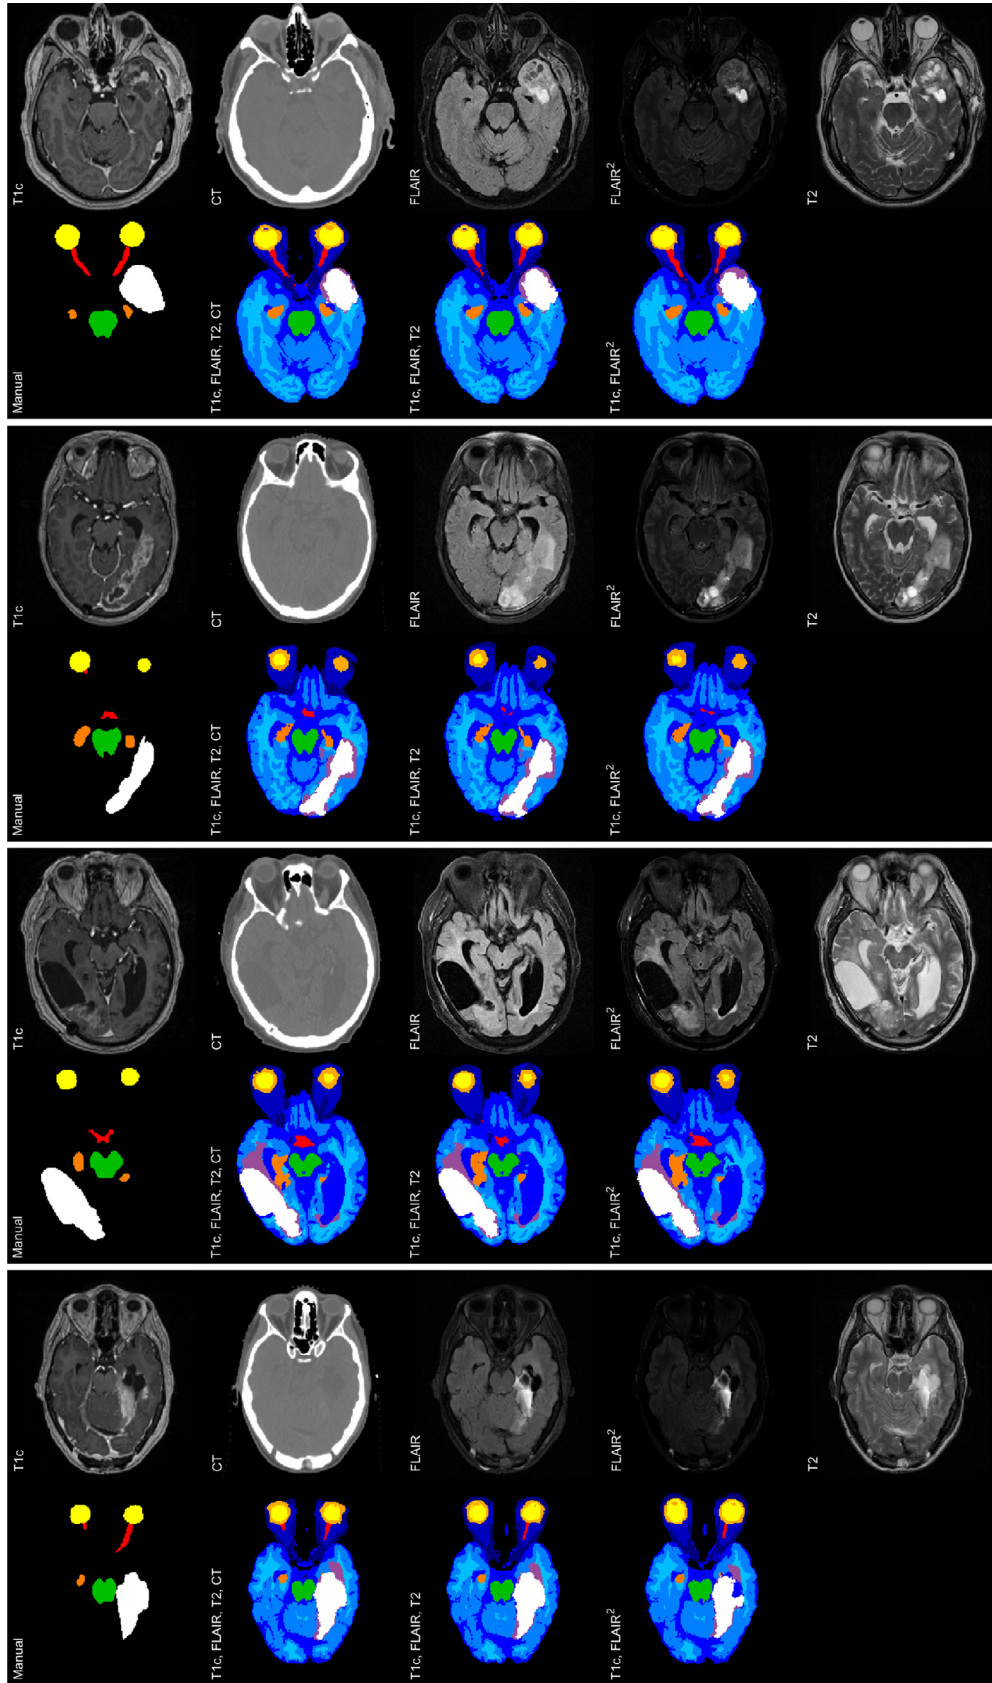 Manual
T1c
T1c, FLAIR, T2, CT
CT
T1c, FLAIR, T2
FLAIR
T1c, FLAIR²
FLAIR²
T2
Manual
T1c
T1c, FLAIR, T2, CT
CT
T1c, FLAIR, T2
FLAIR
T1c, FLAIR²
FLAIR²
T2
Manual
T1c
T1c, FLAIR, T2, CT
CT
T1c, FLAIR, T2
FLAIR
T1c, FLAIR²
FLAIR²
T2
Manual
T1c
T1c, FLAIR, T2, CT
CT
T1c, FLAIR, T2
FLAIR
T1c, FLAIR²
FLAIR²
T2